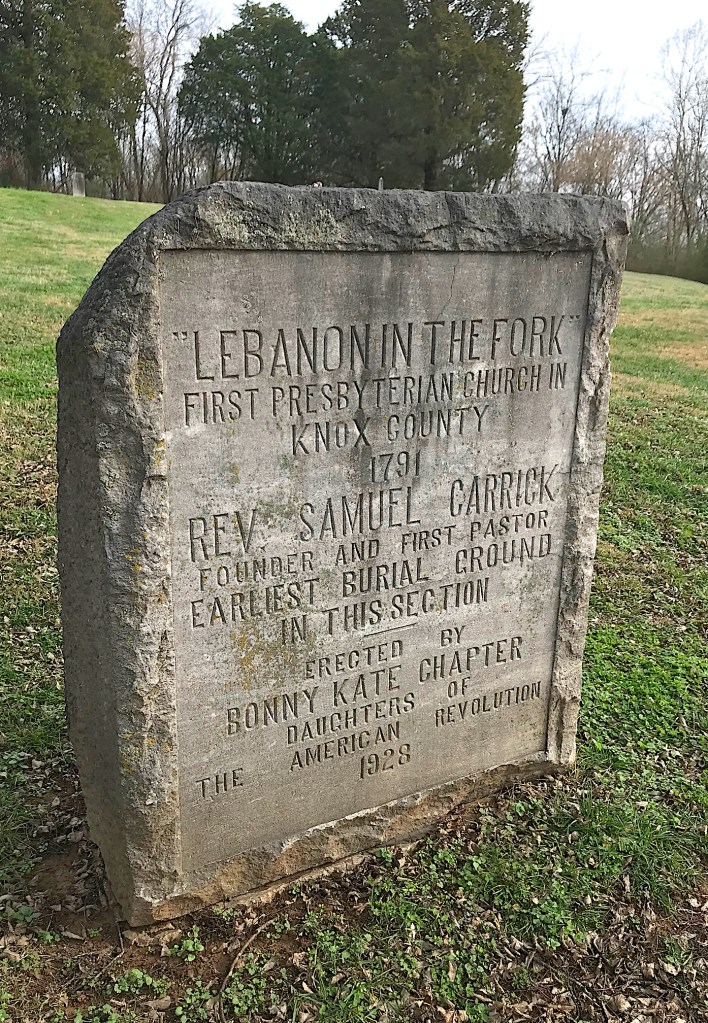 "LEBANON IN THE FORK"
FIRST PRESBYTERIAN CHURCH IN
KNOX COUNTY
1791
REV. SAMUEL CARRICK
FOUNDER AND FIRST PASTOR
EARLIEST BURIAL GROUND
IN THIS SECTION
ERECTED BY
BONNY KATE CHAPTER
DAUGHTERS OF
THE AMERICAN REVOLUTION
1928